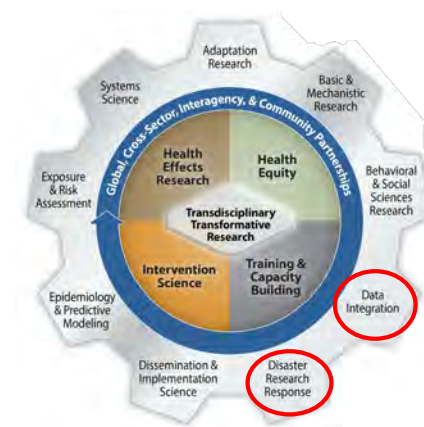 Adaptation
Research
Basic &
Mechanistic
Research
Behavioral
& Social
Sciences
Research
Data
Integration
Disaster
Research
Response
Dissemination &
Implementation
Science
Epidemiology
& Predictive
Modeling
Exposure
& Risk
Assessment
Systems
Science
Global, Cross-Sector, Interagency, & Community Partnerships
Health
Effects
Research
Health
Equity
Transdisciplinary
Transformative
Research
Intervention
Science
Training &
Capacity
Building